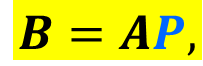 B = AP,